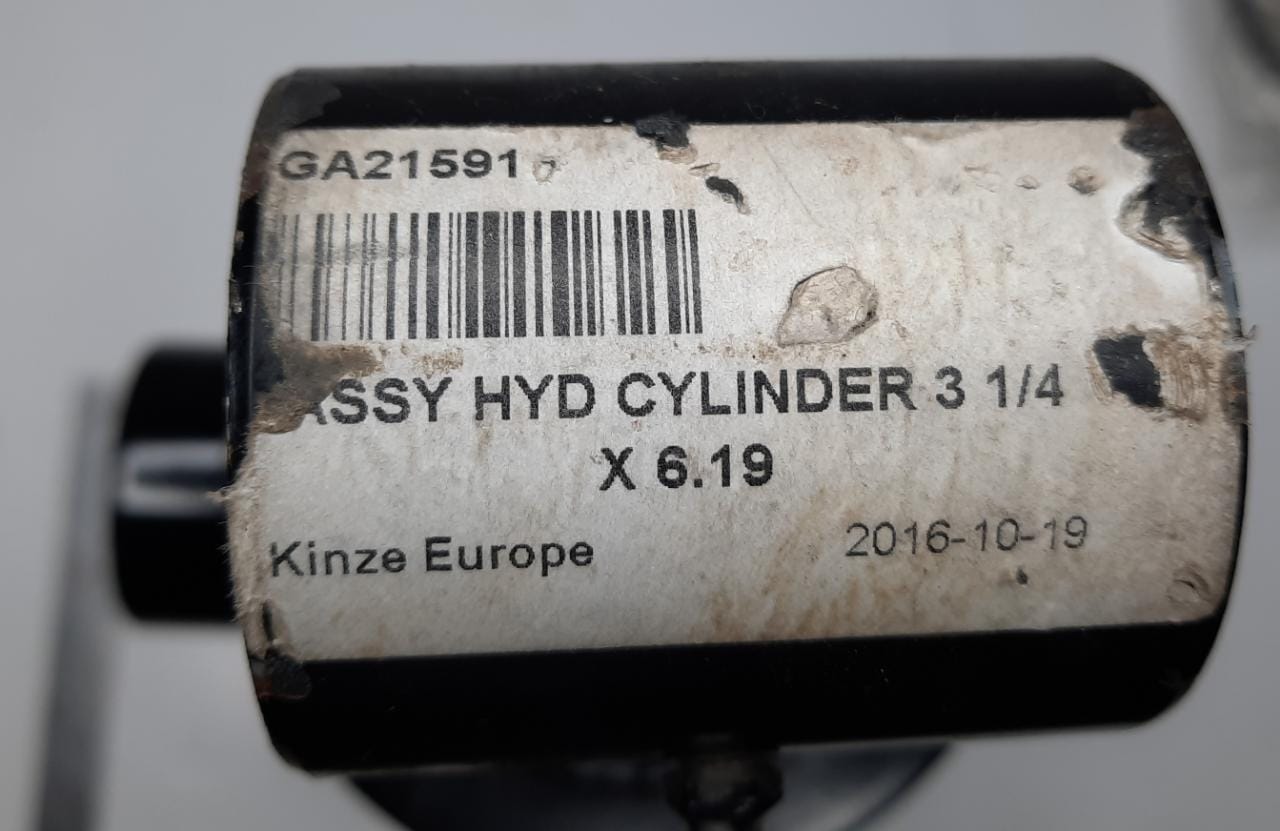 GA21591
ASSY HYD CYLINDER 3 1/4
X 6.19
Kinze Europe
2016-10-19